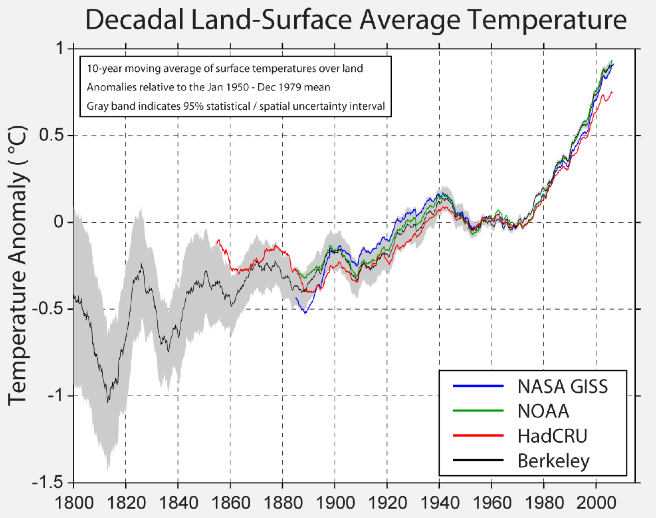 Decadal Land-Surface Average Temperature
10-year moving average of surface temperatures over land
Anomalies relative to the Jan 1950 - Dec 1979 mean
Gray band indicates 95% statistical / spatial uncertainty interval
Temperature Anomaly ( °C)
1
0.5
0
-0.5
-1
-1.5
NASA GISS
NOAA
HadCRU
Berkeley
1800 1820 1840 1860 1880 1900 1920 1940 1960 1980 2000